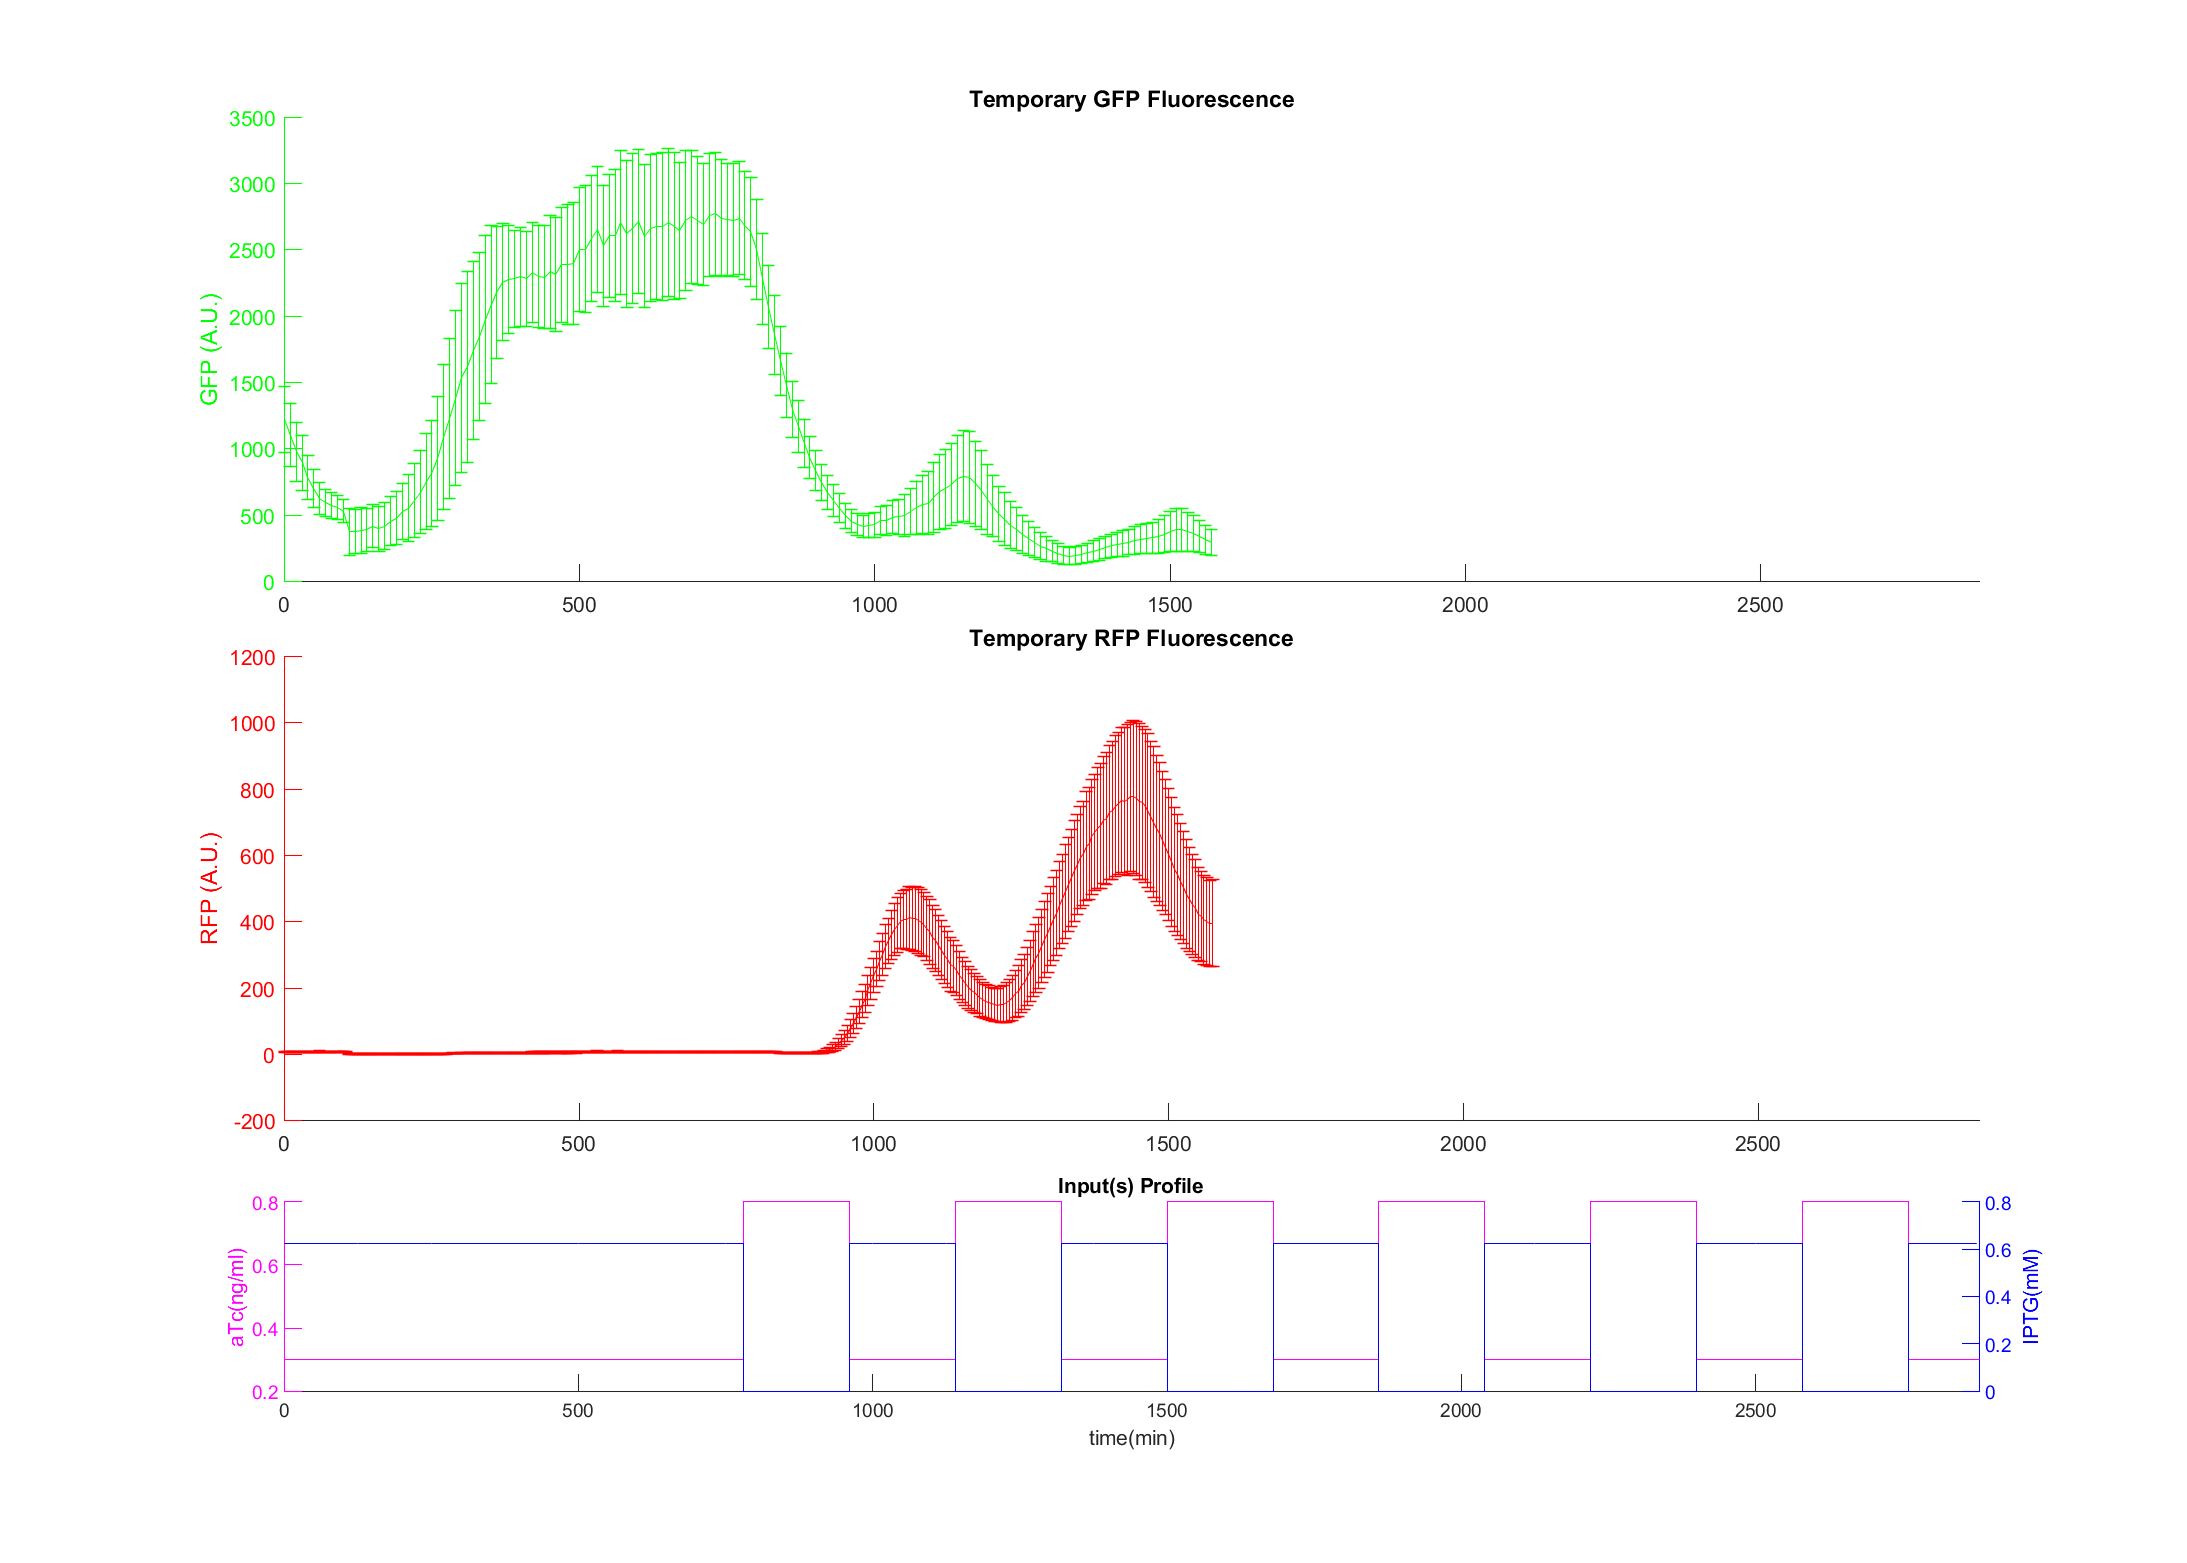 Temporary GFP Fluorescence
3500
3000
2500
2000
1500
1000
500
0
GFP (A.U.)
0 500 1000 1500 2000 2500
Temporary RFP Fluorescence
1200
1000
800
600
400
200
0
-200
RFP (A.U.)
0 500 1000 1500 2000 2500
Input(s) Profile
0.8
0.6
0.4
0.2
aTc(ng/ml)
0.8
0.6
0.4
0.2
0
IPTG(mM)
0 500 1000 1500 2000 2500
time(min)